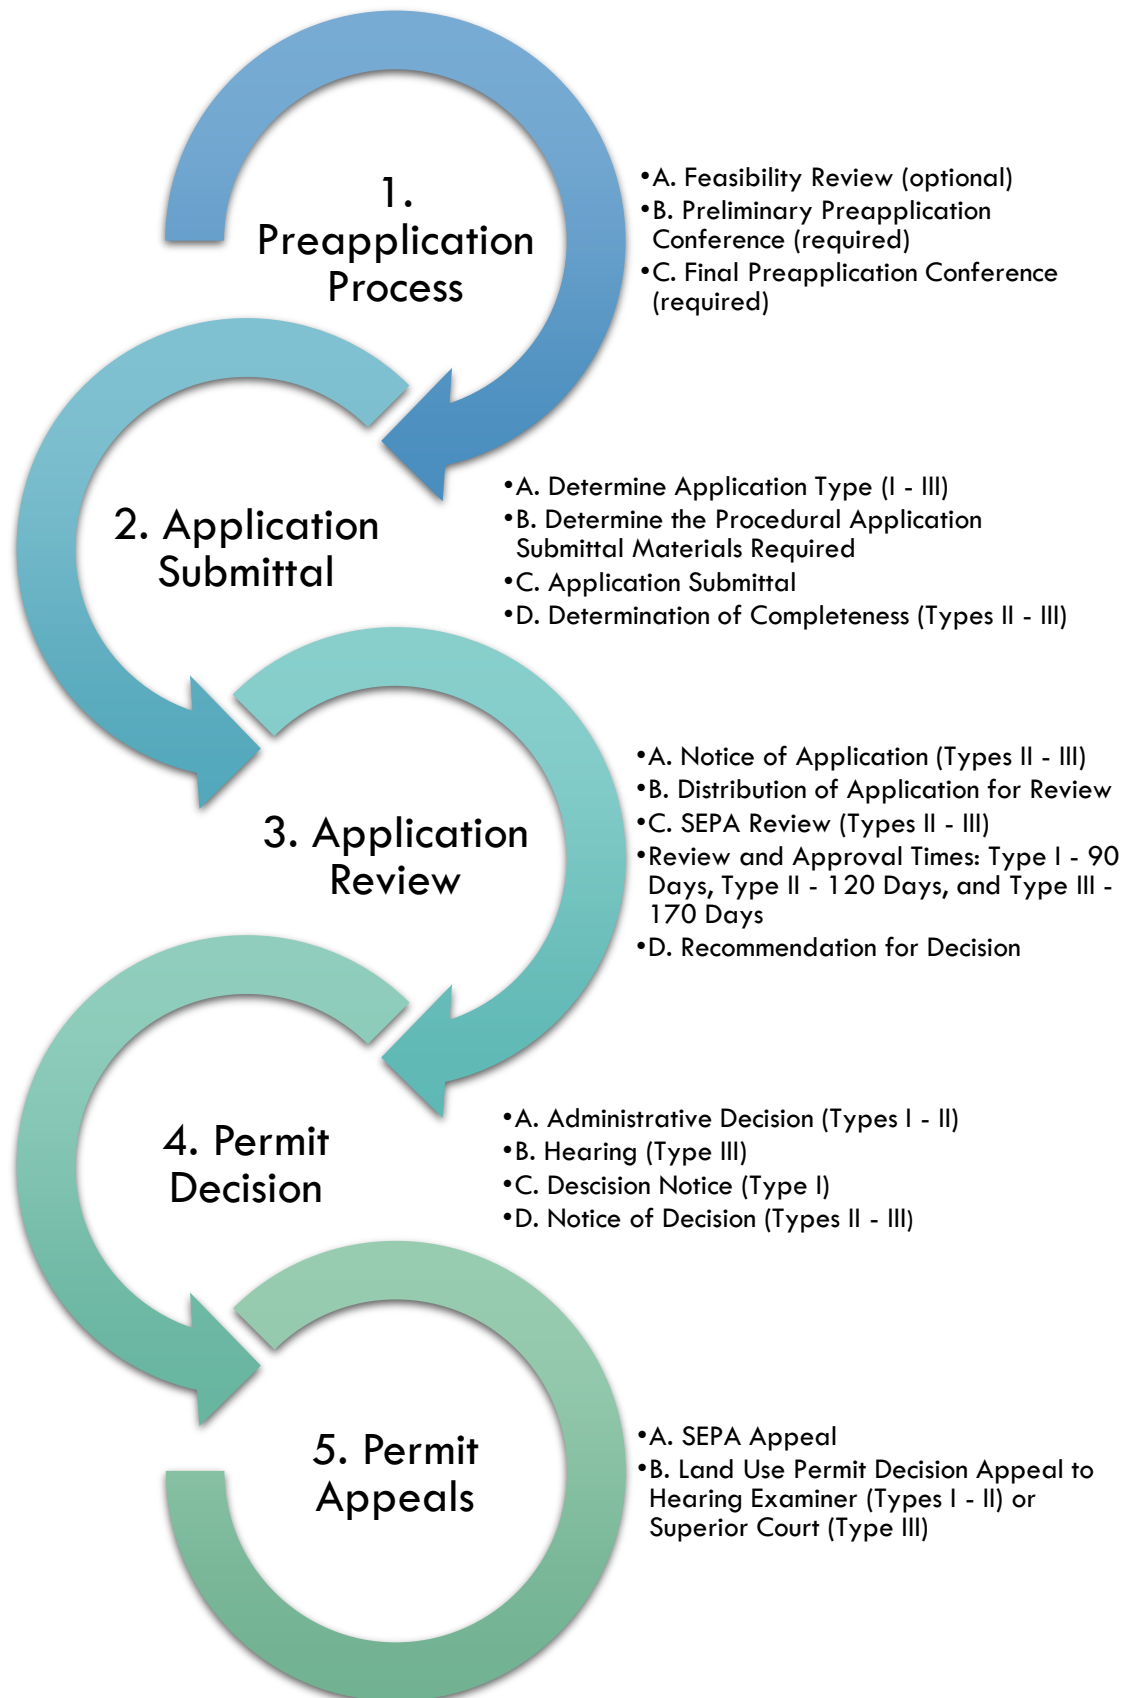 1.
Preapplication
Process
•A. Feasibility Review (optional)
•B. Preliminary Preapplication
Conference (required)
•C. Final Preapplication Conference
(required)
2. Application
Submittal
•A. Determine Application Type (I - III)
•B. Determine the Procedural Application
Submittal Materials Required
•C. Application Submittal
•D. Determination of Completeness (Types II - III)
3. Application
Review
•A. Notice of Application (Types II - III)
•B. Distribution of Application for Review
•C. SEPA Review (Types II - III)
•Review and Approval Times: Type I - 90
Days, Type II - 120 Days, and Type III -
170 Days
•D. Recommendation for Decision
4. Permit
Decision
•A. Administrative Decision (Types I - II)
•B. Hearing (Type III)
•C. Descision Notice (Type I)
•D. Notice of Decision (Types II - III)
5. Permit
Appeals
•A. SEPA Appeal
•B. Land Use Permit Decision Appeal to
Hearing Examiner (Types I - II) or
Superior Court (Type III)